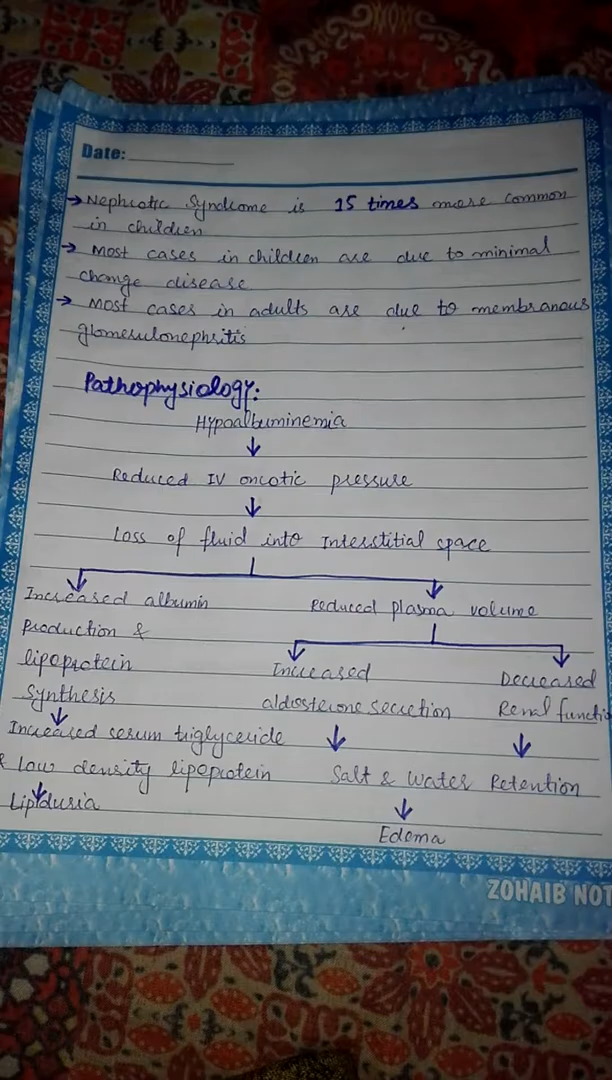 Date:
→ Nephrotic Syndrome is 15 times more common
in children
→ Most cases in children are due to minimal
change disease
→ Most cases in adults are due to membranous
glomerulonephritis
Pathophysiology:
Hypoalbuminemia
↓
Reduced IV oncotic pressure
↓
Loss of fluid into Interstitial space
Increased albumin
production &
lipoprotein
Synthesis
↓
Increased serum triglyceride
& Low density lipoprotein
↓
Lipiduria
Reduced plasma volume
Increased
aldosterone secretion
↓
Decreased
Renal functio
↓
Salt & Water Retention
↓
Edema
ZOHAIB NOT